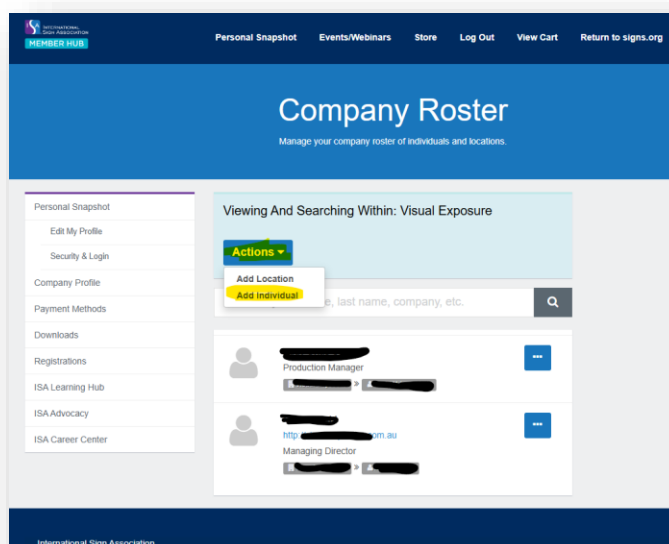 INTERNATIONAL
SIGN ASSOCIATION
MEMBER HUB
Personal Snapshot Events/Webinars Store Log Out View Cart Return to signs.org
Company Roster
Manage your company roster of individuals and locations.
Personal Snapshot
Edit My Profile
Security & Login
Company Profile
Payment Methods
Downloads
Registrations
ISA Learning Hub
ISA Advocacy
ISA Career Center
Viewing And Searching Within: Visual Exposure
Actions
Add Location
Add Individual
e, last name, company, etc.
Production Manager
»
http: om.au
Managing Director
»
International Sign Association